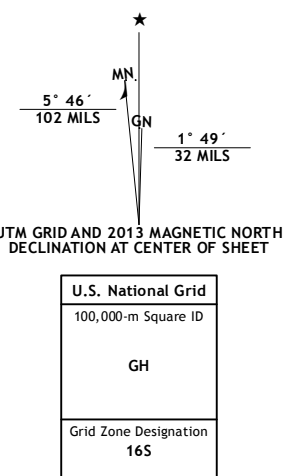 ★
MN
5° 46´
102 MILS
GN
1° 49´
32 MILS
UTM GRID AND 2013 MAGNETIC NORTH
DECLINATION AT CENTER OF SHEET
U.S. National Grid
100,000-m Square ID
GH
Grid Zone Designation
16S